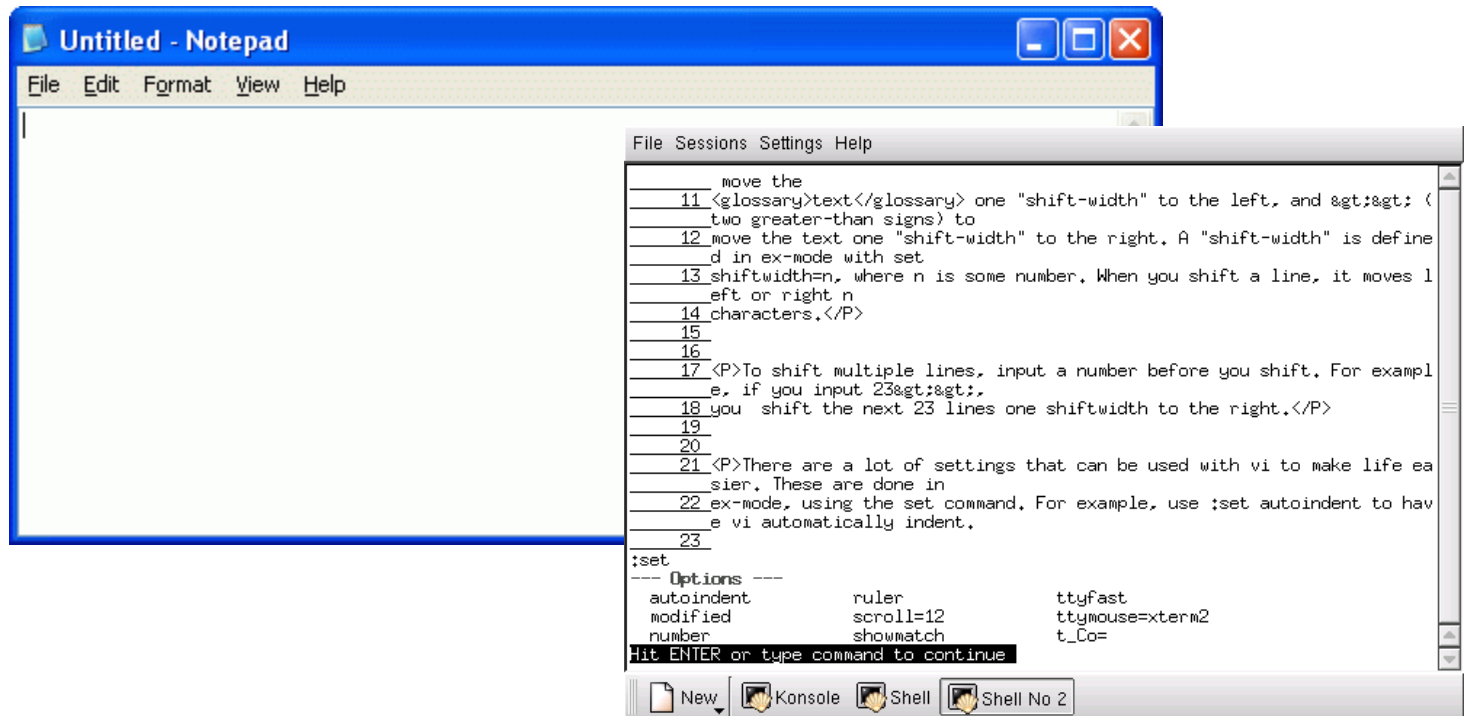 Untitled - Notepad
File Edit Format View Help
File Sessions Settings Help
move the
11 <glossary>text</glossary> one "shift-width" to the left, and &gt;&gt; (
two greater-than signs) to
12 move the text one "shift-width" to the right. A "shift-width" is define
d in ex-mode with set
13 shiftwidth=n, where n is some number. When you shift a line, it moves l
eft or right n
14 characters.</P>
15
16
17 <P>To shift multiple lines, input a number before you shift. For exampl
e, if you input 23&gt;&gt;,
18 you  shift the next 23 lines one shiftwidth to the right.</P>
19
20
21 <P>There are a lot of settings that can be used with vi to make life ea
sier. These are done in
22 ex-mode, using the set command. For example, use :set autoindent to hav
e vi automatically indent.
23
:set
--- Options ---
autoindent ruler ttyfast
modified scroll=12 ttymouse=xterm2
number showmatch t_Co=
Hit ENTER or type command to continue
New Konsole Shell Shell No 2